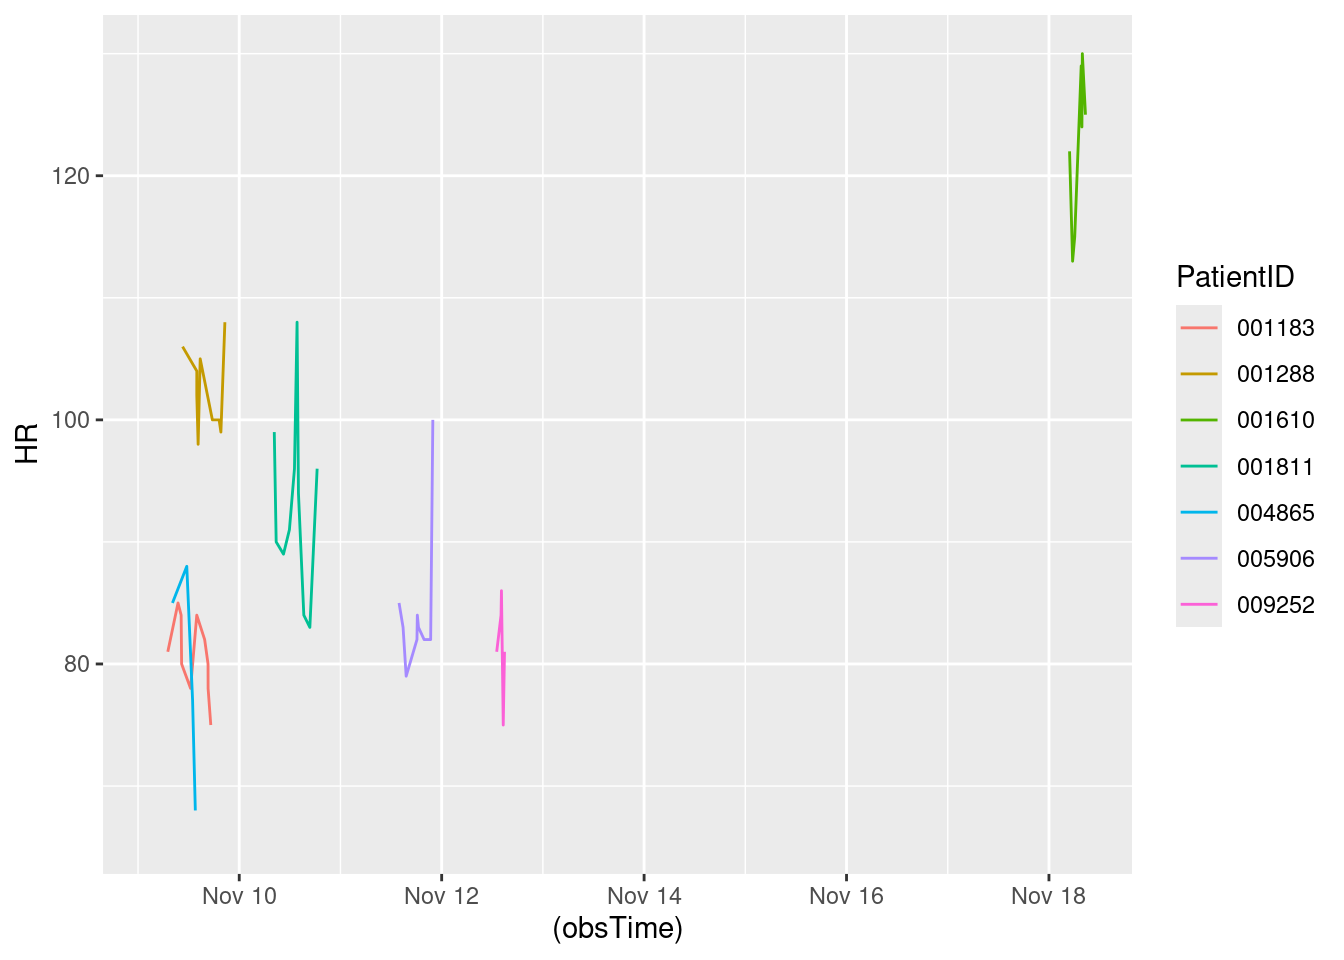 120
100
80
HR
Nov 10
Nov 12
Nov 14
Nov 16
Nov 18
(obsTime)
PatientID
001183
001288
001610
001811
004865
005906
009252